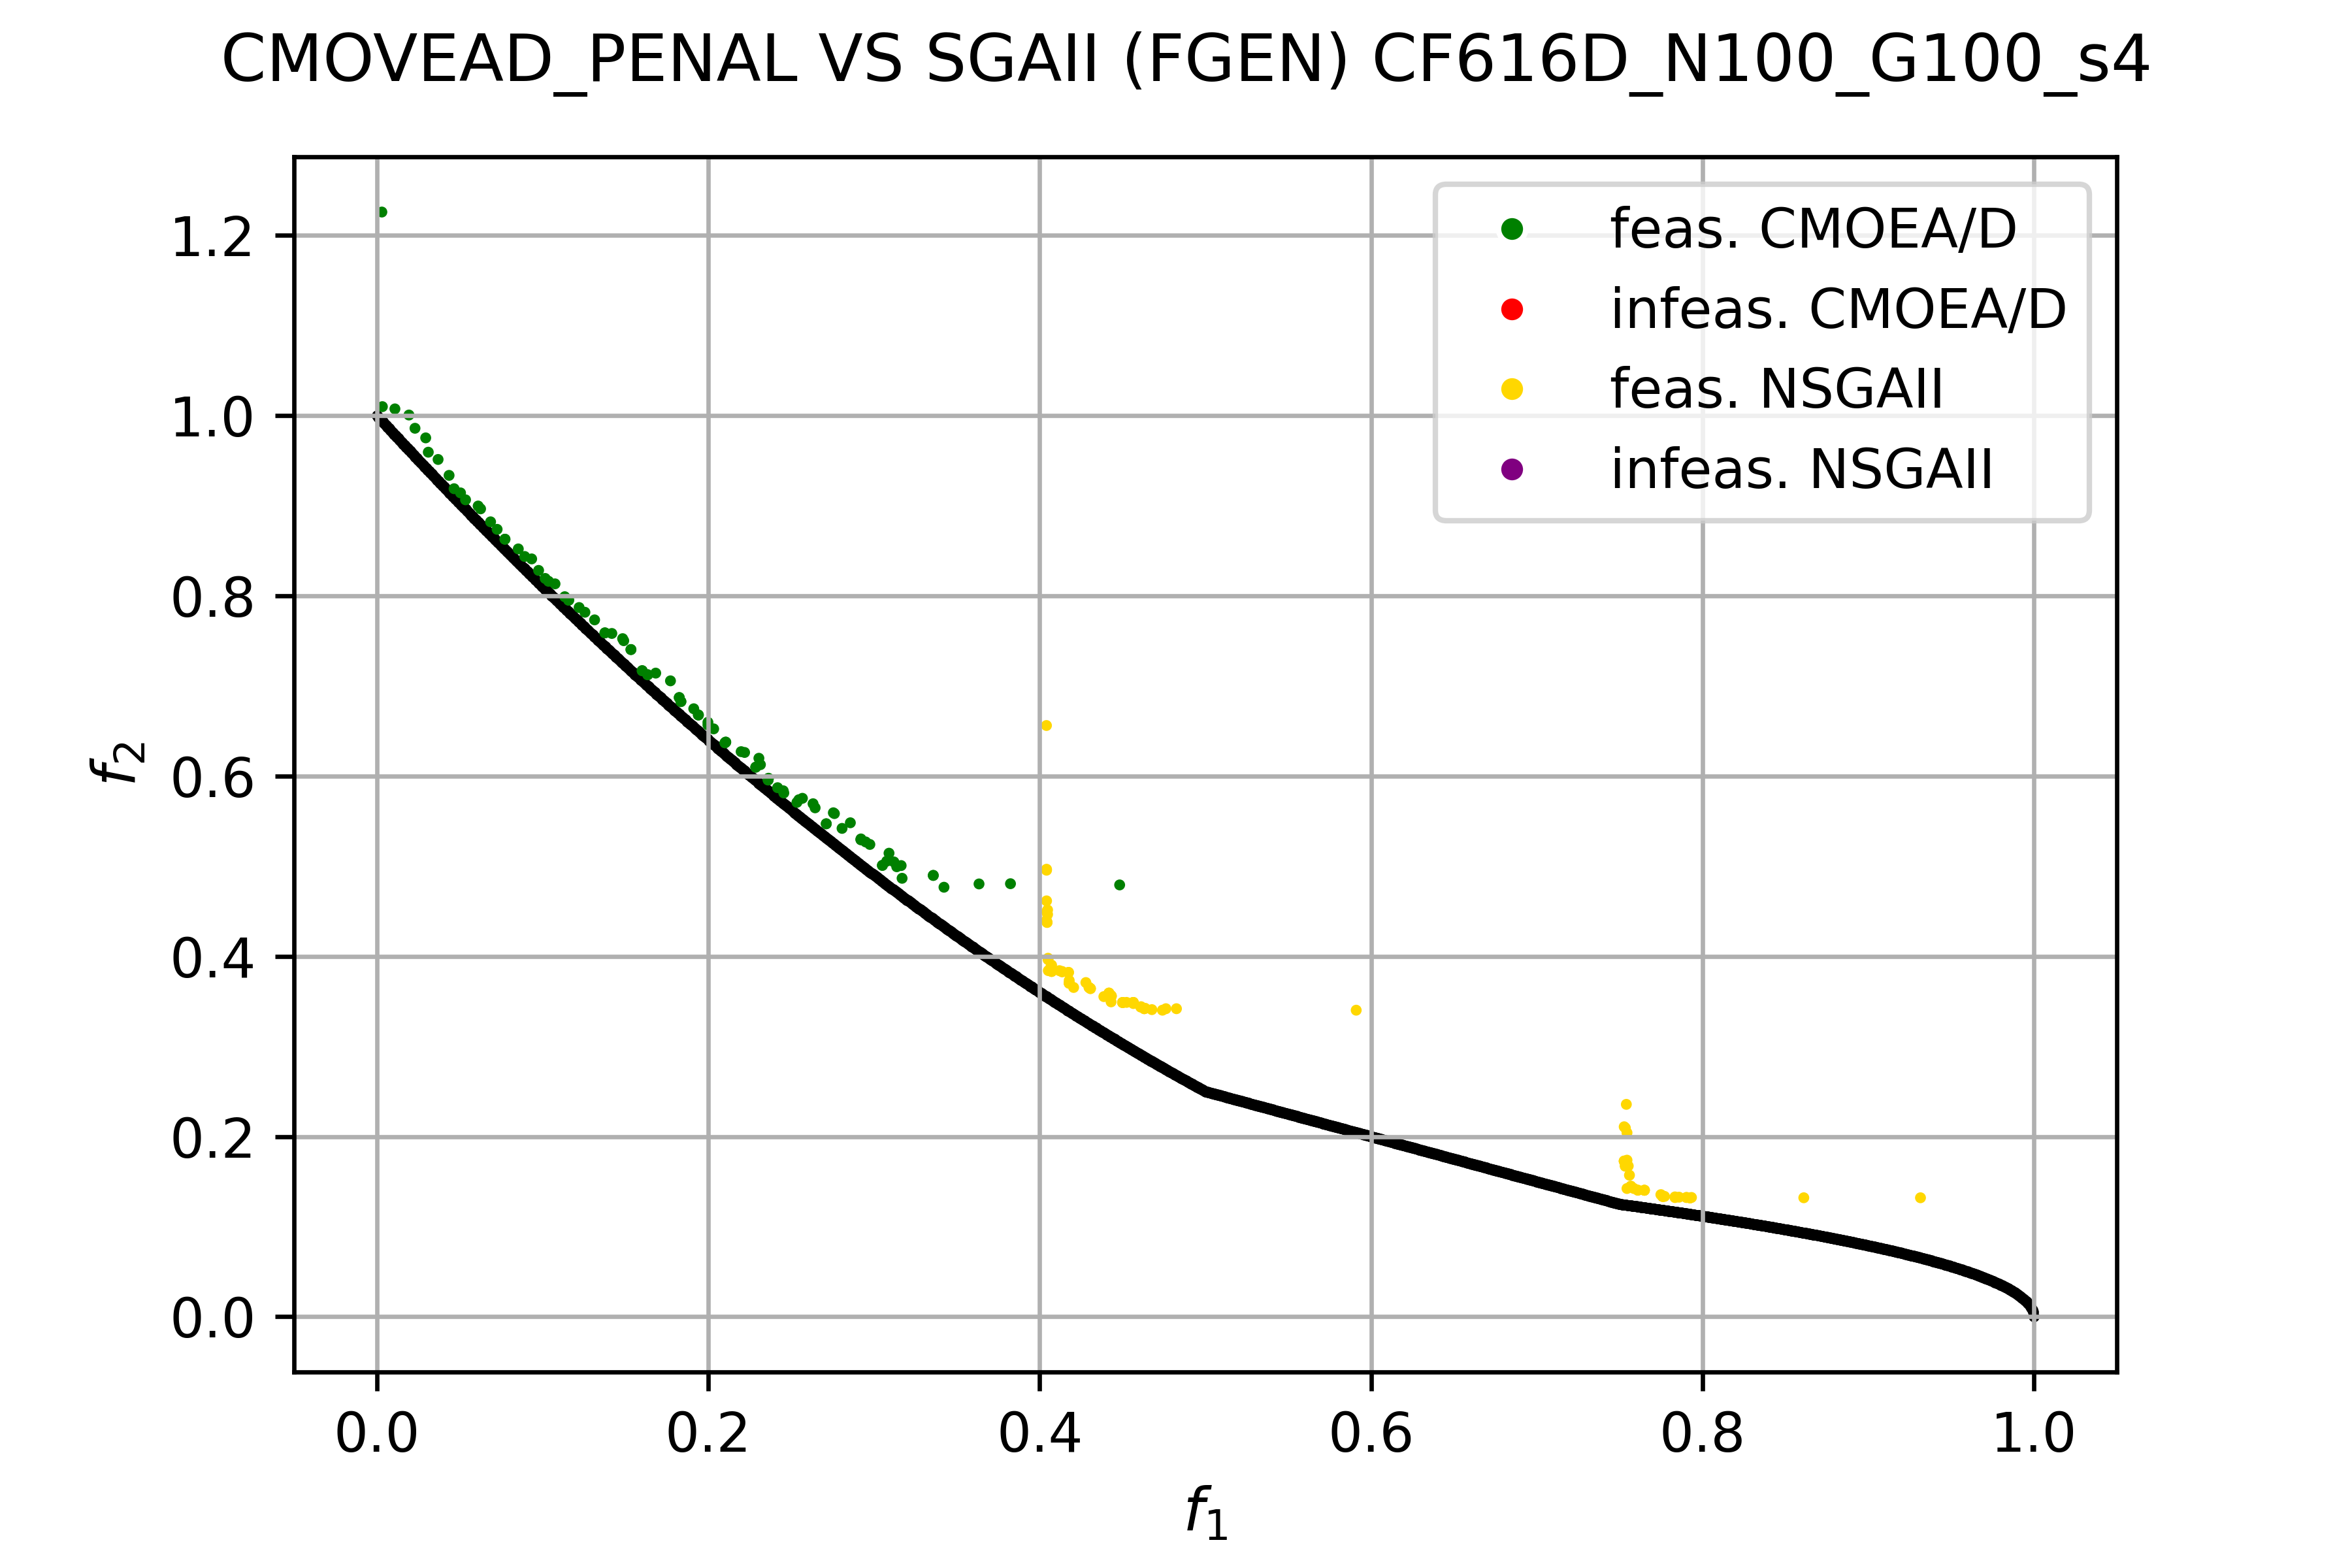 CMOVEAD_PENAL VS SGAII (FGEN) CF616D_N100_G100_s4
feas. CMOEA/D
infeas. CMOEA/D
feas. NSGAII
infeas. NSGAII
1.2
1.0
0.8
0.6
0.4
0.2
0.0
f2
0.0 0.2 0.4 0.6 0.8 1.0
f1